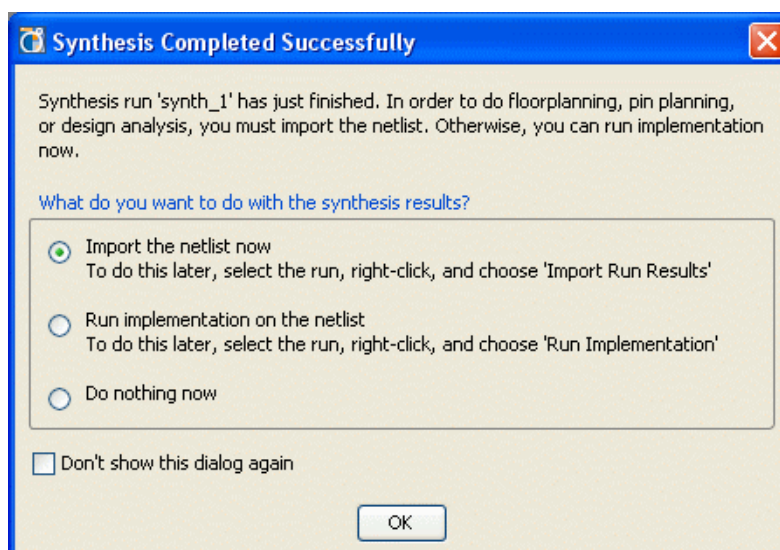 Synthesis Completed Successfully
Synthesis run 'synth_1' has just finished. In order to do floorplanning, pin planning,
or design analysis, you must import the netlist. Otherwise, you can run implementation
now.
What do you want to do with the synthesis results?
Import the netlist now
To do this later, select the run, right-click, and choose 'Import Run Results'
Run implementation on the netlist
To do this later, select the run, right-click, and choose 'Run Implementation'
Do nothing now
Don't show this dialog again
OK